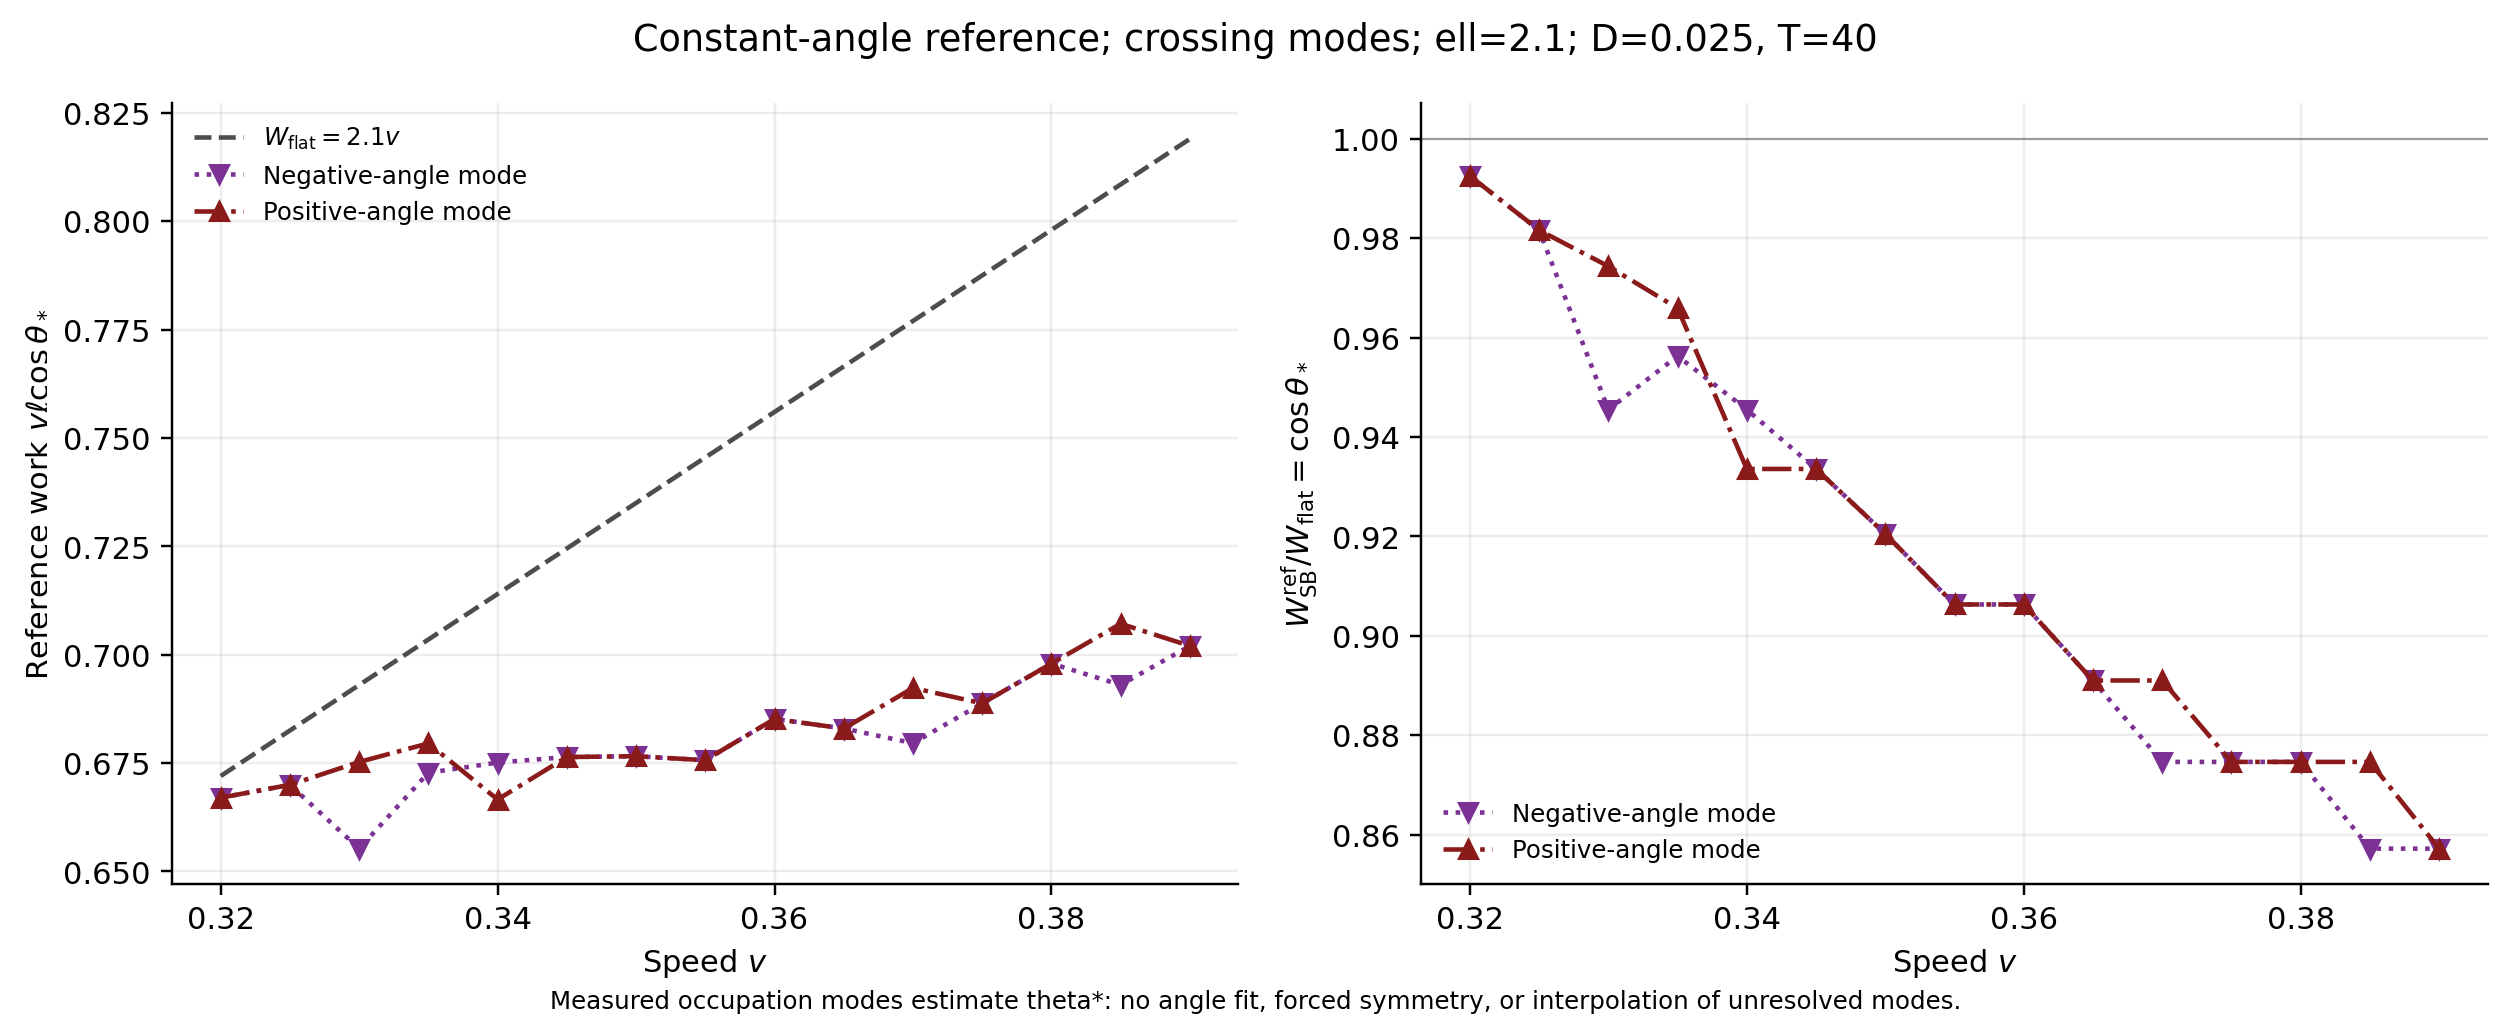 Constant-angle reference; crossing modes; ell=2.1; D=0.025, T=40
Reference work vℓcos θ*
0.825
0.800
0.775
0.750
0.725
0.700
0.675
0.650
W_flat = 2.1v
Negative-angle mode
Positive-angle mode
0.32
0.34
0.36
0.38
Speed v
W_SB^ref/W_flat = cos θ*
1.00
0.98
0.96
0.94
0.92
0.90
0.88
0.86
Negative-angle mode
Positive-angle mode
0.32
0.34
0.36
0.38
Speed v
Measured occupation modes estimate theta*: no angle fit, forced symmetry, or interpolation of unresolved modes.